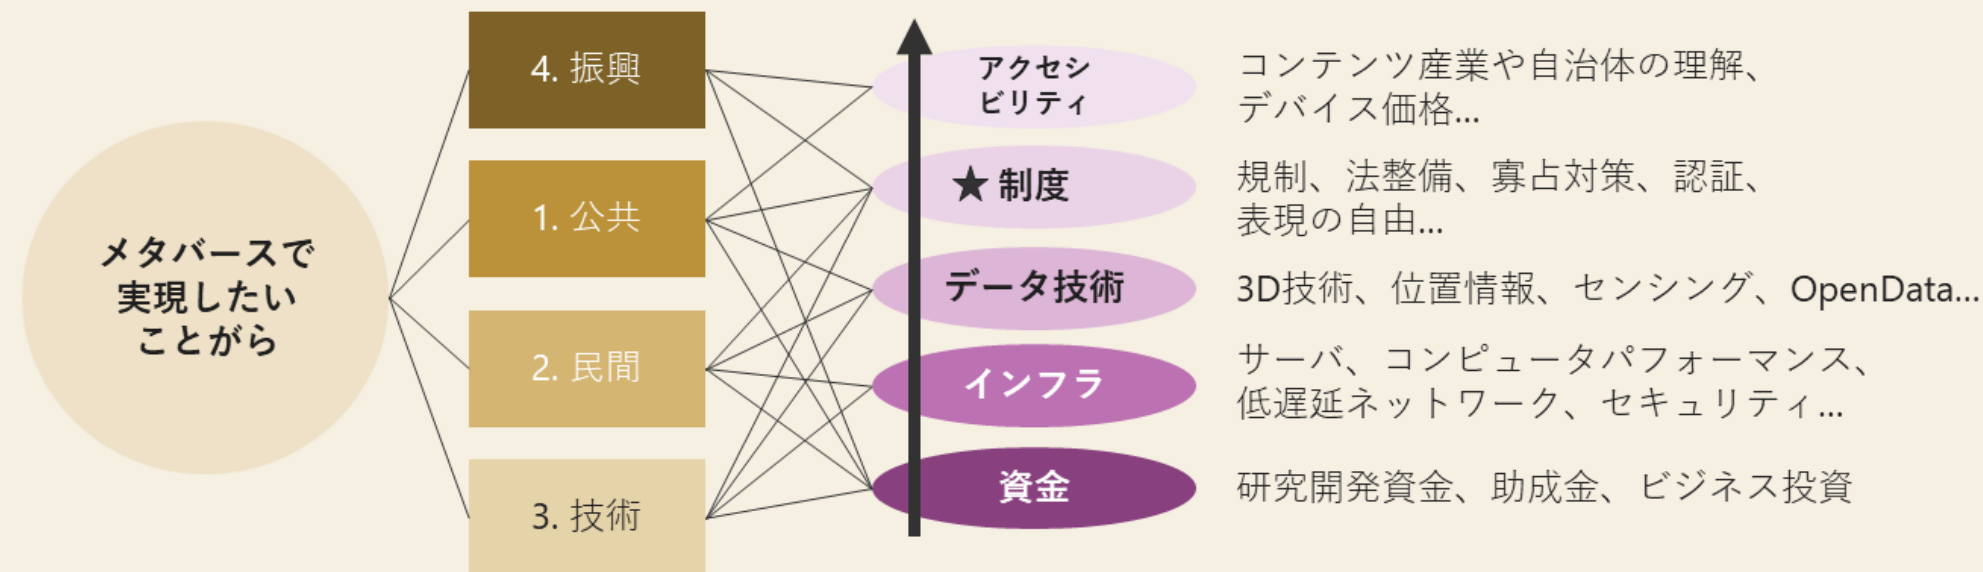 メタバースで
実現したい
ことがら
4. 振興
1. 公共
2. 民間
3. 技術
アクセシ
ビリティ
コンテンツ産業や自治体の理解、
デバイス価格...
★ 制度
規制、法整備、寡占対策、認証、
表現の自由...
データ技術
3D技術、位置情報、センシング、OpenData...
インフラ
サーバ、コンピュータパフォーマンス、
低遅延ネットワーク、セキュリティ...
資金
研究開発資金、助成金、ビジネス投資